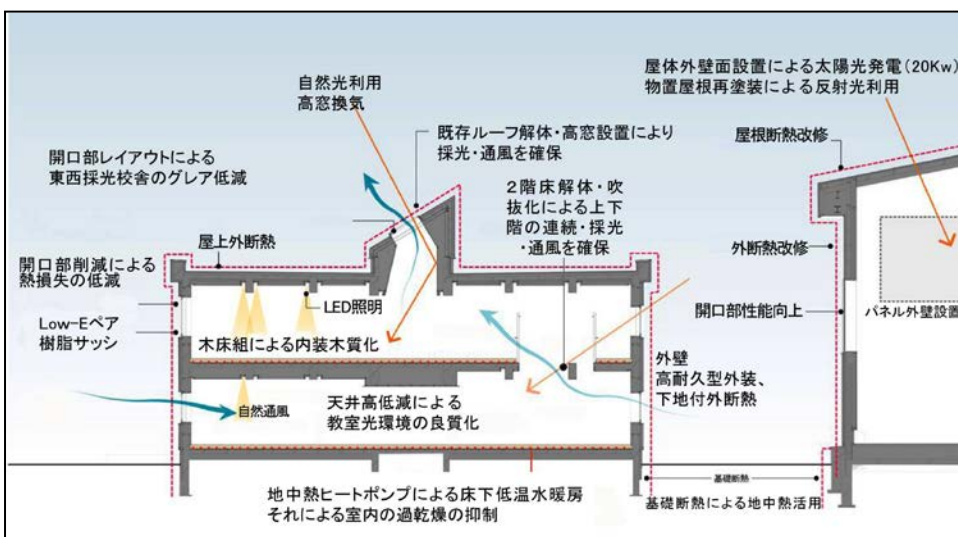 屋体外壁面設置による太陽光発電(20Kw)
物置屋根再塗装による反射光利用
自然光利用
高窓換気
既存ルーフ解体・高窓設置により
採光・通風を確保
屋根断熱改修
開口部レイアウトによる
東西採光校舎のグレア低減
2階床解体・吹
抜化による上下
階の連続・採光
・通風を確保
屋上外断熱
外断熱改修
開口部削減による
熱損失の低減
LED照明
開口部性能向上
パネル外壁設置
Low-Eペア
樹脂サッシ
木床組による内装木質化
外壁
高耐久型外装、
下地付外断熱
自然通風
天井高低減による
教室光環境の良質化
基礎断熱
地中熱ヒートポンプによる床下低温水暖房
それによる室内の過乾燥の抑制
基礎断熱による地中熱活用